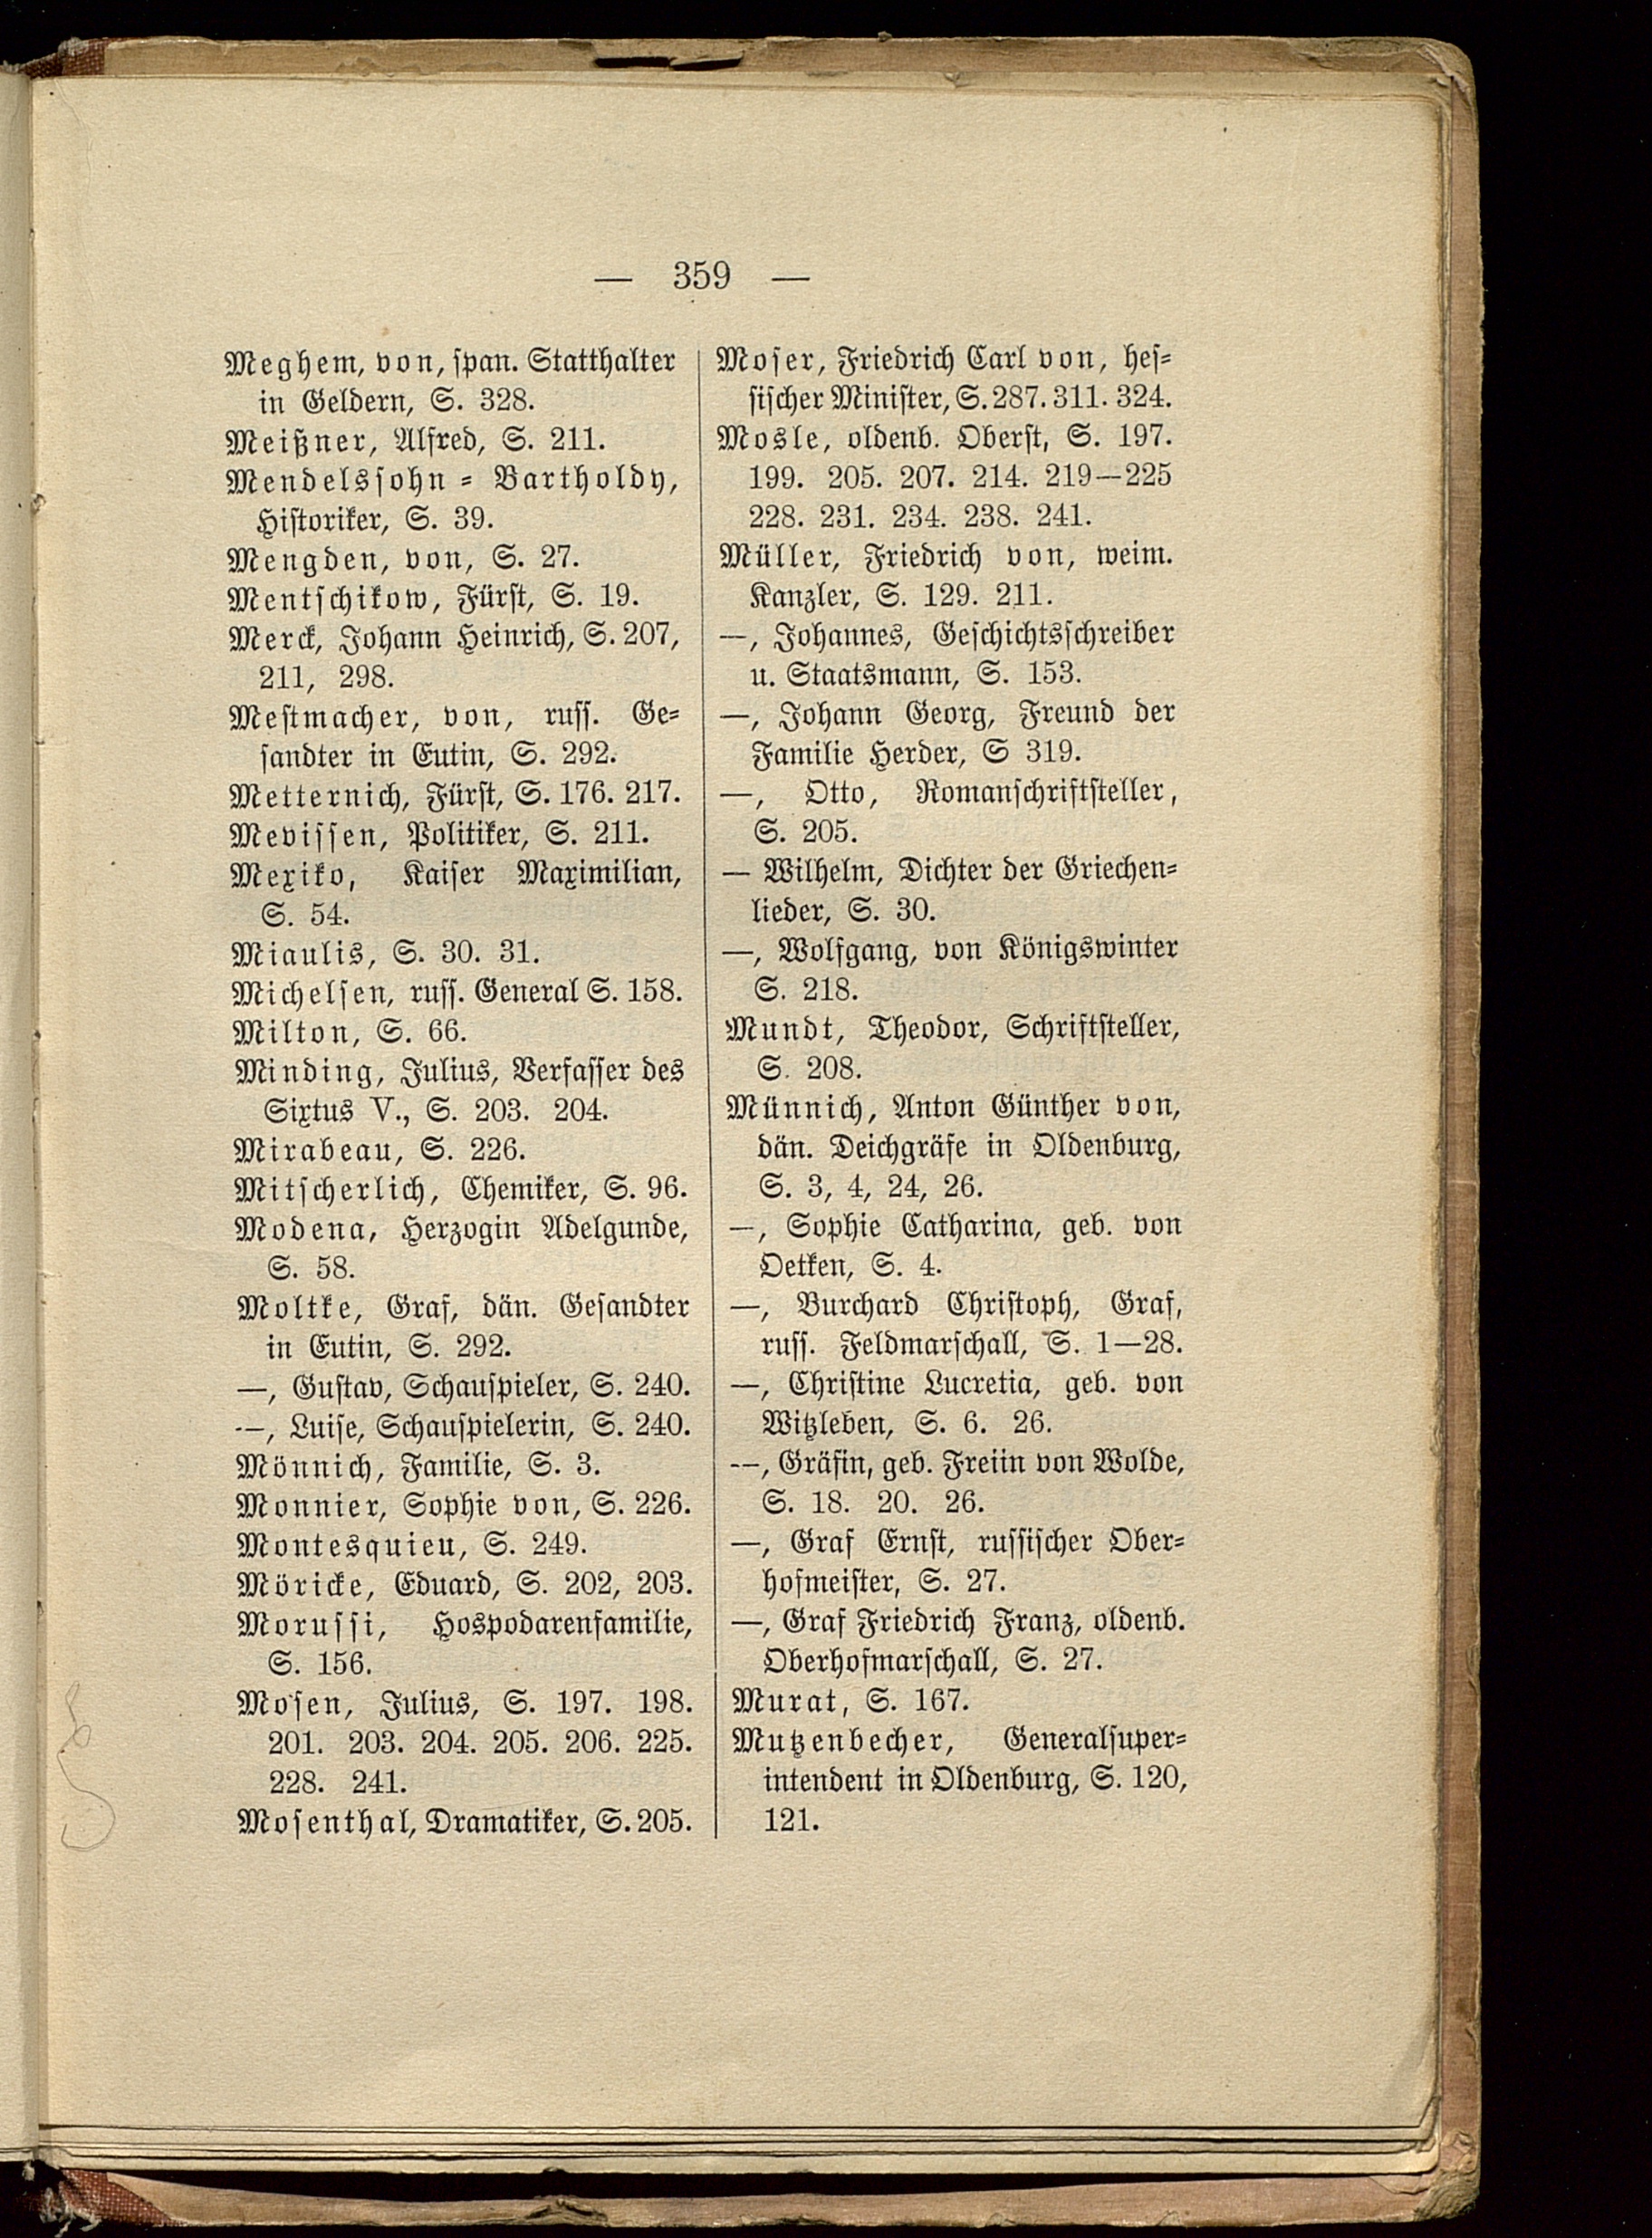 — 359 —
Meghem, von, span. Statthalter
in Geldern, S. 328.
Meißner, Alfred, S. 211.
Mendelssohn = Bartholdy,
Historiker, S. 39.
Mengden, von, S. 27.
Mentschikow, Fürst, S. 19.
Merck, Johann Heinrich, S. 207,
211, 298.
Mestmacher, von, russ. Ge=
sandter in Eutin, S. 292.
Metternich, Fürst, S. 176. 217.
Mevissen, Politiker, S. 211.
Mexiko, Kaiser Maximilian,
S. 54.
Miaulis, S. 30. 31.
Michelsen, russ. General S. 158.
Milton, S. 66.
Minding, Julius, Verfasser des
Sixtus V., S. 203. 204.
Mirabeau, S. 226.
Mitscherlich, Chemiker, S. 96.
Modena, Herzogin Adelgunde,
S. 58.
Moltke, Graf, dän. Gesandter
in Eutin, S. 292.
—, Gustav, Schauspieler, S. 240.
—, Luise, Schauspielerin, S. 240.
Mönnich, Familie, S. 3.
Monnier, Sophie von, S. 226.
Montesquieu, S. 249.
Möricke, Eduard, S. 202, 203.
Morussi, Hospodarenfamilie,
S. 156.
Mosen, Julius, S. 197. 198.
201. 203. 204. 205. 206. 225.
228. 241.
Mosenthal, Dramatiker, S. 205.
Moser, Friedrich Carl von, hes=
sischer Minister, S. 287. 311. 324.
Mosle, oldenb. Oberst, S. 197.
199. 205. 207. 214. 219—225
228. 231. 234. 238. 241.
Müller, Friedrich von, weim.
Kanzler, S. 129. 211.
—, Johannes, Geschichtsschreiber
u. Staatsmann, S. 153.
—, Johann Georg, Freund der
Familie Herder, S 319.
—, Otto, Romanschriftsteller,
S. 205.
— Wilhelm, Dichter der Griechen=
lieder, S. 30.
—, Wolfgang, von Königswinter
S. 218.
Mundt, Theodor, Schriftsteller,
S. 208.
Münnich, Anton Günther von,
dän. Deichgräfe in Oldenburg,
S. 3, 4, 24, 26.
—, Sophie Catharina, geb. von
Oetken, S. 4.
—, Burchard Christoph, Graf,
russ. Feldmarschall, S. 1—28.
—, Christine Lucretia, geb. von
Witzleben, S. 6. 26.
—, Gräfin, geb. Freiin von Wolde,
S. 18. 20. 26.
—, Graf Ernst, russischer Ober=
hofmeister, S. 27.
—, Graf Friedrich Franz, oldenb.
Oberhofmarschall, S. 27.
Murat, S. 167.
Mutzenbecher, Generalsuper=
intendent in Oldenburg, S. 120,
121.